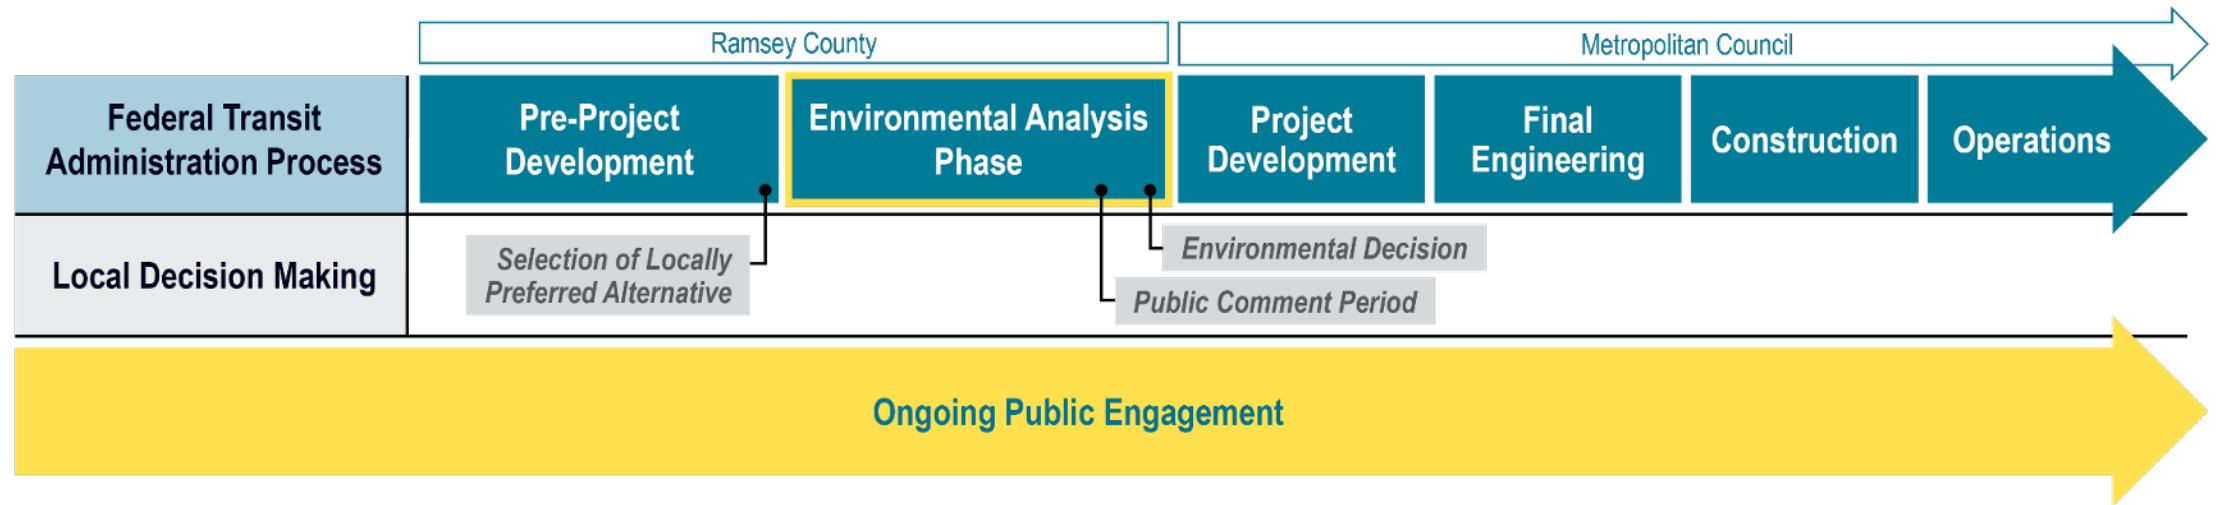 Ramsey County
Metropolitan Council
Federal Transit
Administration Process
Pre-Project
Development
Environmental Analysis
Phase
Project
Development
Final
Engineering
Construction
Operations
Local Decision Making
Selection of Locally
Preferred Alternative
Environmental Decision
Public Comment Period
Ongoing Public Engagement